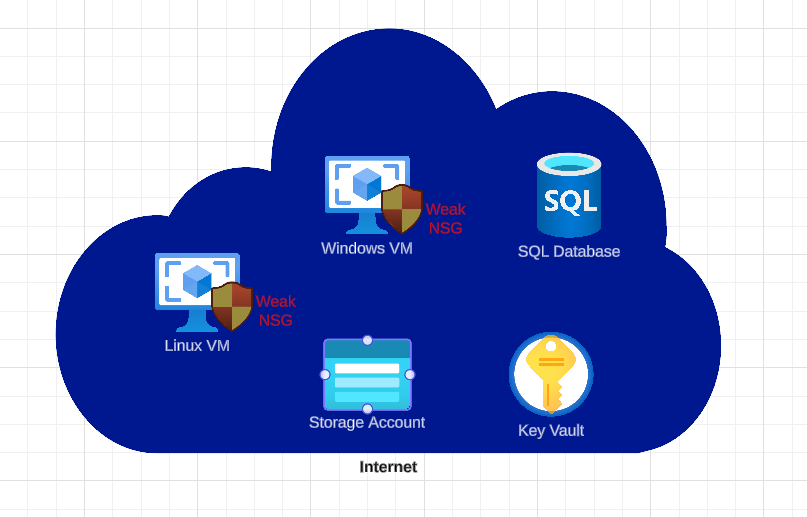 Weak
NSG
Windows VM
SQL
SQL Database
Weak
NSG
Linux VM
Storage Account
Key Vault
Internet